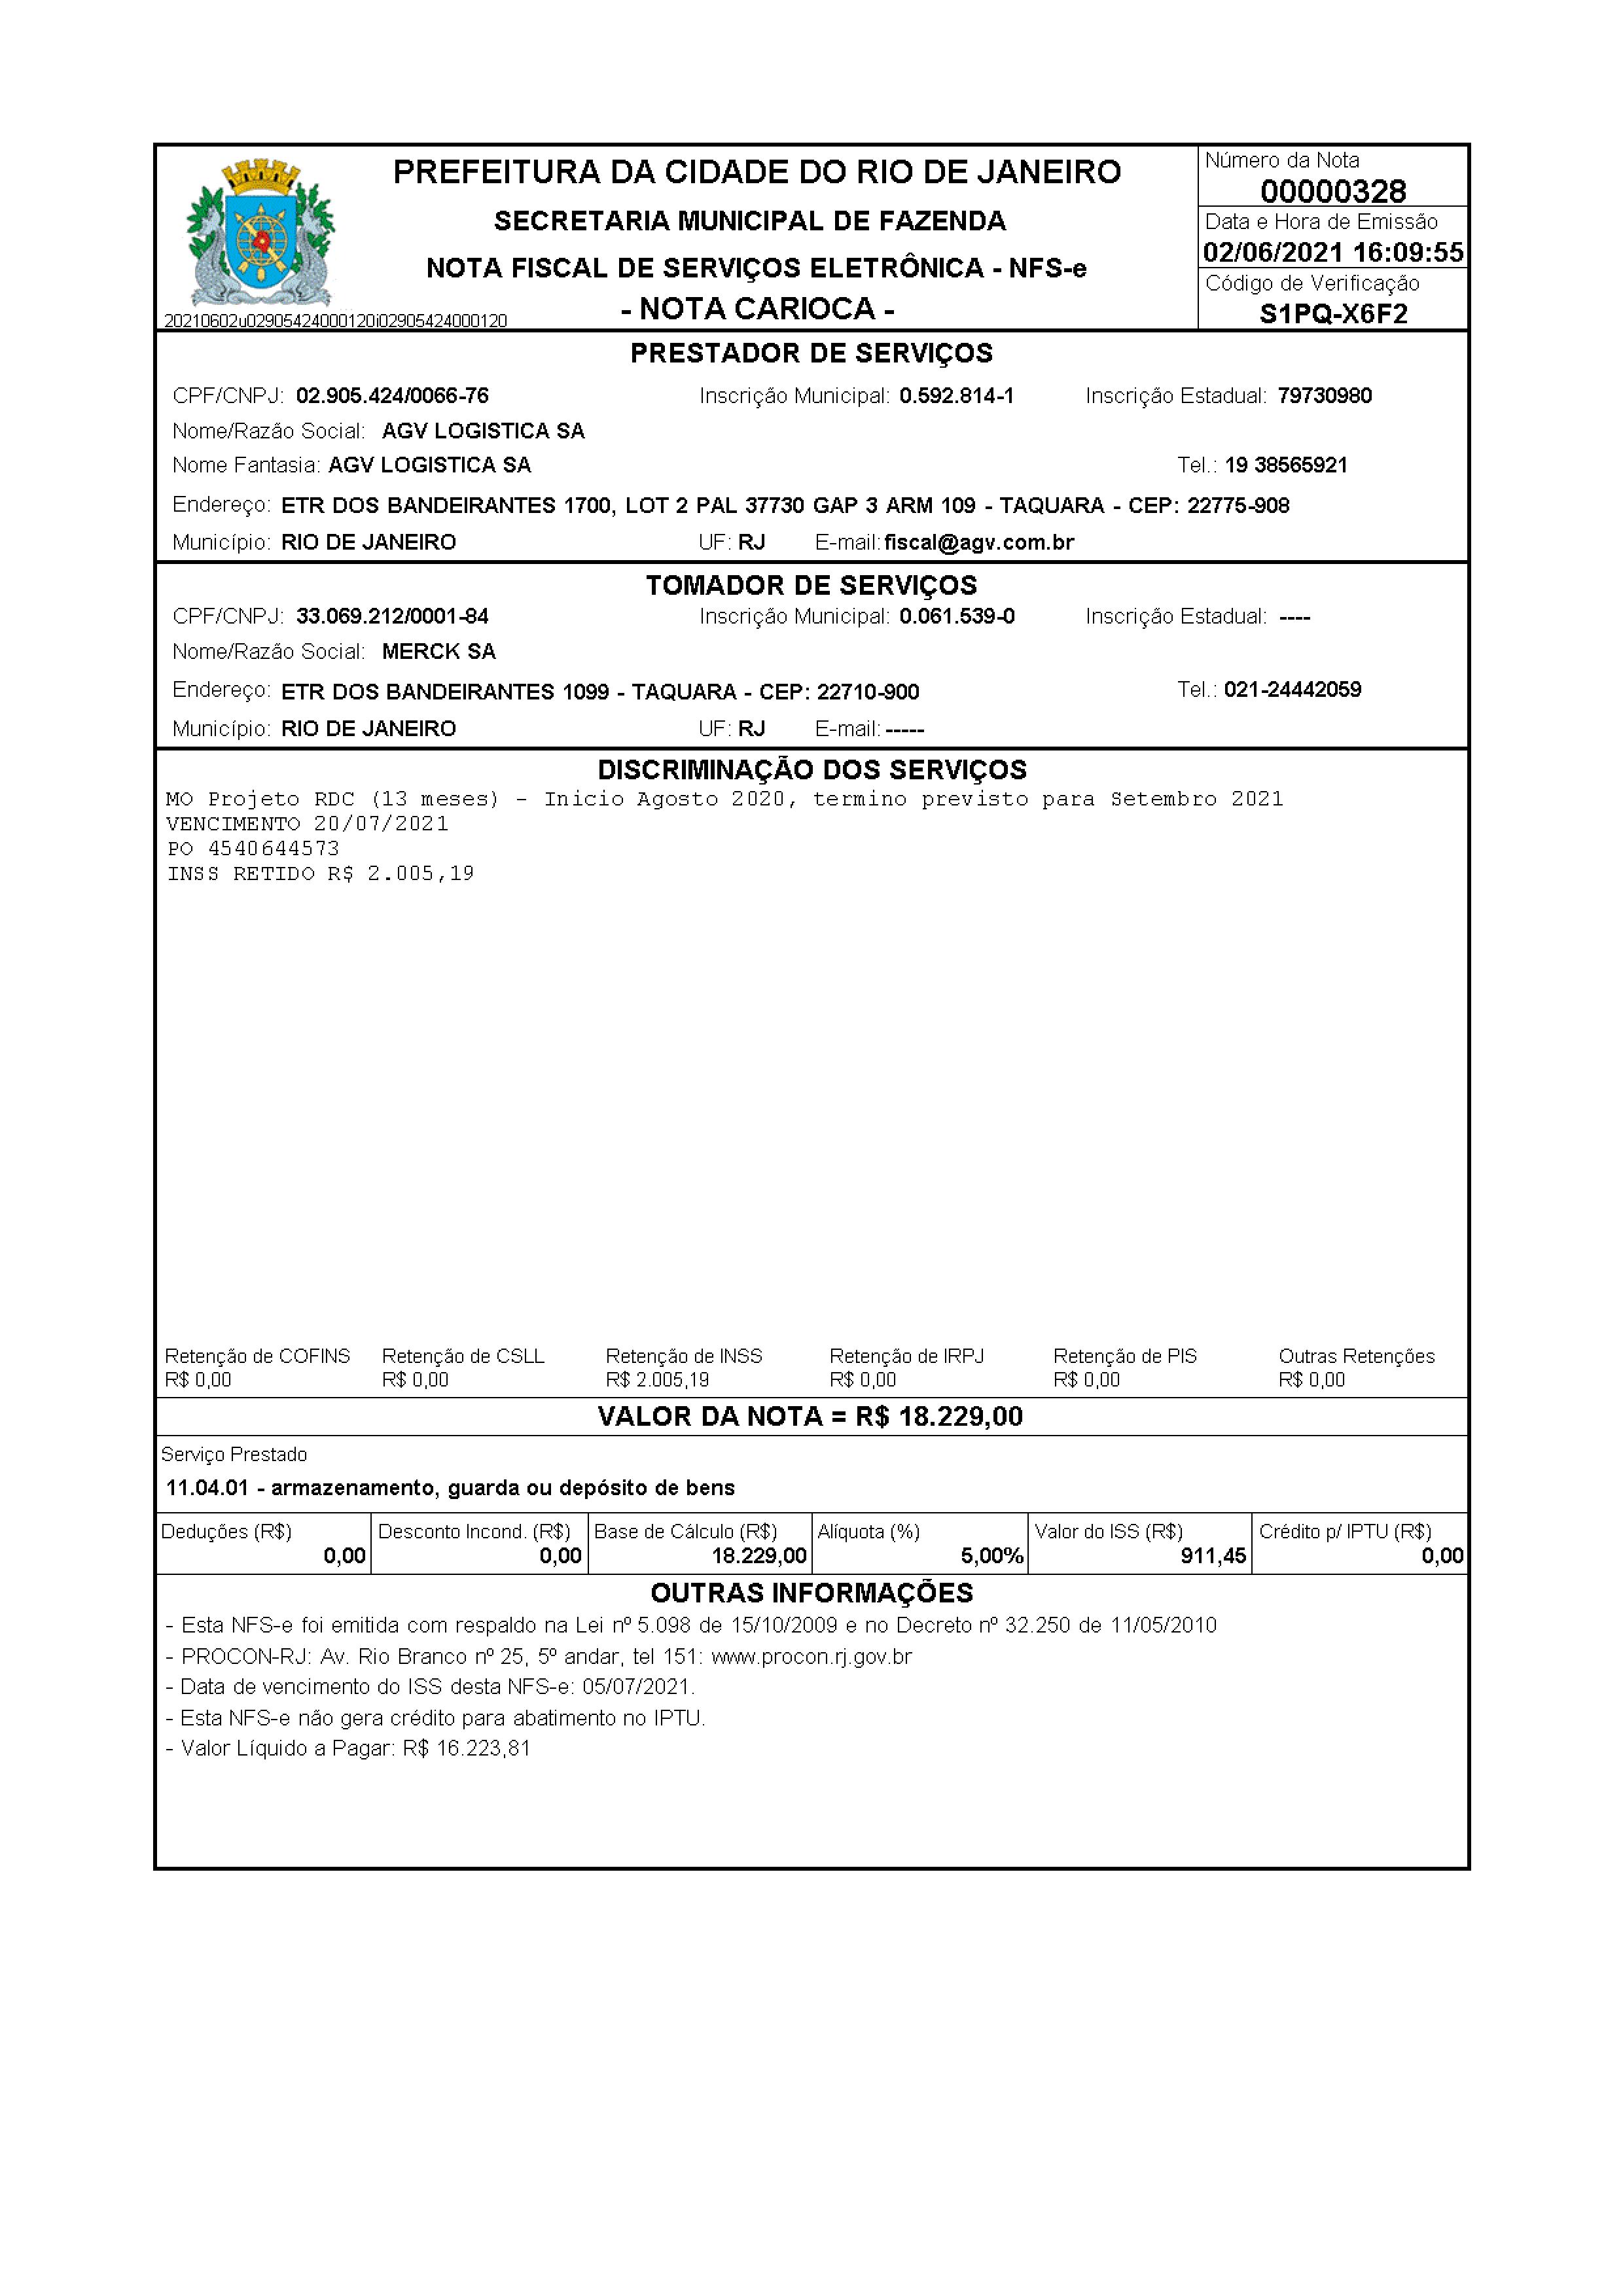 PREFEITURA DA CIDADE DO RIO DE JANEIRO
SECRETARIA MUNICIPAL DE FAZENDA
NOTA FISCAL DE SERVIÇOS ELETRÔNICA - NFS-e
- NOTA CARIOCA -
20210602u02905424000120i02905424000120
Número da Nota
00000328
Data e Hora de Emissão
02/06/2021 16:09:55
Código de Verificação
S1PQ-X6F2
PRESTADOR DE SERVIÇOS
CPF/CNPJ: 02.905.424/0066-76 Inscrição Municipal: 0.592.814-1 Inscrição Estadual: 79730980
Nome/Razão Social: AGV LOGISTICA SA
Nome Fantasia: AGV LOGISTICA SA Tel.: 19 38565921
Endereço: ETR DOS BANDEIRANTES 1700, LOT 2 PAL 37730 GAP 3 ARM 109 - TAQUARA - CEP: 22775-908
Município: RIO DE JANEIRO UF: RJ E-mail: fiscal@agv.com.br
TOMADOR DE SERVIÇOS
CPF/CNPJ: 33.069.212/0001-84 Inscrição Municipal: 0.061.539-0 Inscrição Estadual: ----
Nome/Razão Social: MERCK SA
Endereço: ETR DOS BANDEIRANTES 1099 - TAQUARA - CEP: 22710-900 Tel.: 021-24442059
Município: RIO DE JANEIRO UF: RJ E-mail: -----
DISCRIMINAÇÃO DOS SERVIÇOS
MO Projeto RDC (13 meses) - Inicio Agosto 2020, termino previsto para Setembro 2021
VENCIMENTO 20/07/2021
PO 4540644573
INSS RETIDO R$ 2.005,19
Retenção de COFINS Retenção de CSLL Retenção de INSS Retenção de IRPJ Retenção de PIS Outras Retenções
R$ 0,00 R$ 0,00 R$ 2.005,19 R$ 0,00 R$ 0,00 R$ 0,00
VALOR DA NOTA = R$ 18.229,00
Serviço Prestado
11.04.01 - armazenamento, guarda ou depósito de bens
Deduções (R$) Desconto Incond. (R$) Base de Cálculo (R$) Alíquota (%) Valor do ISS (R$) Crédito p/ IPTU (R$)
0,00 0,00 18.229,00 5,00% 911,45 0,00
OUTRAS INFORMAÇÕES
- Esta NFS-e foi emitida com respaldo na Lei nº 5.098 de 15/10/2009 e no Decreto nº 32.250 de 11/05/2010
- PROCON-RJ: Av. Rio Branco nº 25, 5º andar, tel 151: www.procon.rj.gov.br
- Data de vencimento do ISS desta NFS-e: 05/07/2021.
- Esta NFS-e não gera crédito para abatimento no IPTU.
- Valor Líquido a Pagar: R$ 16.223,81